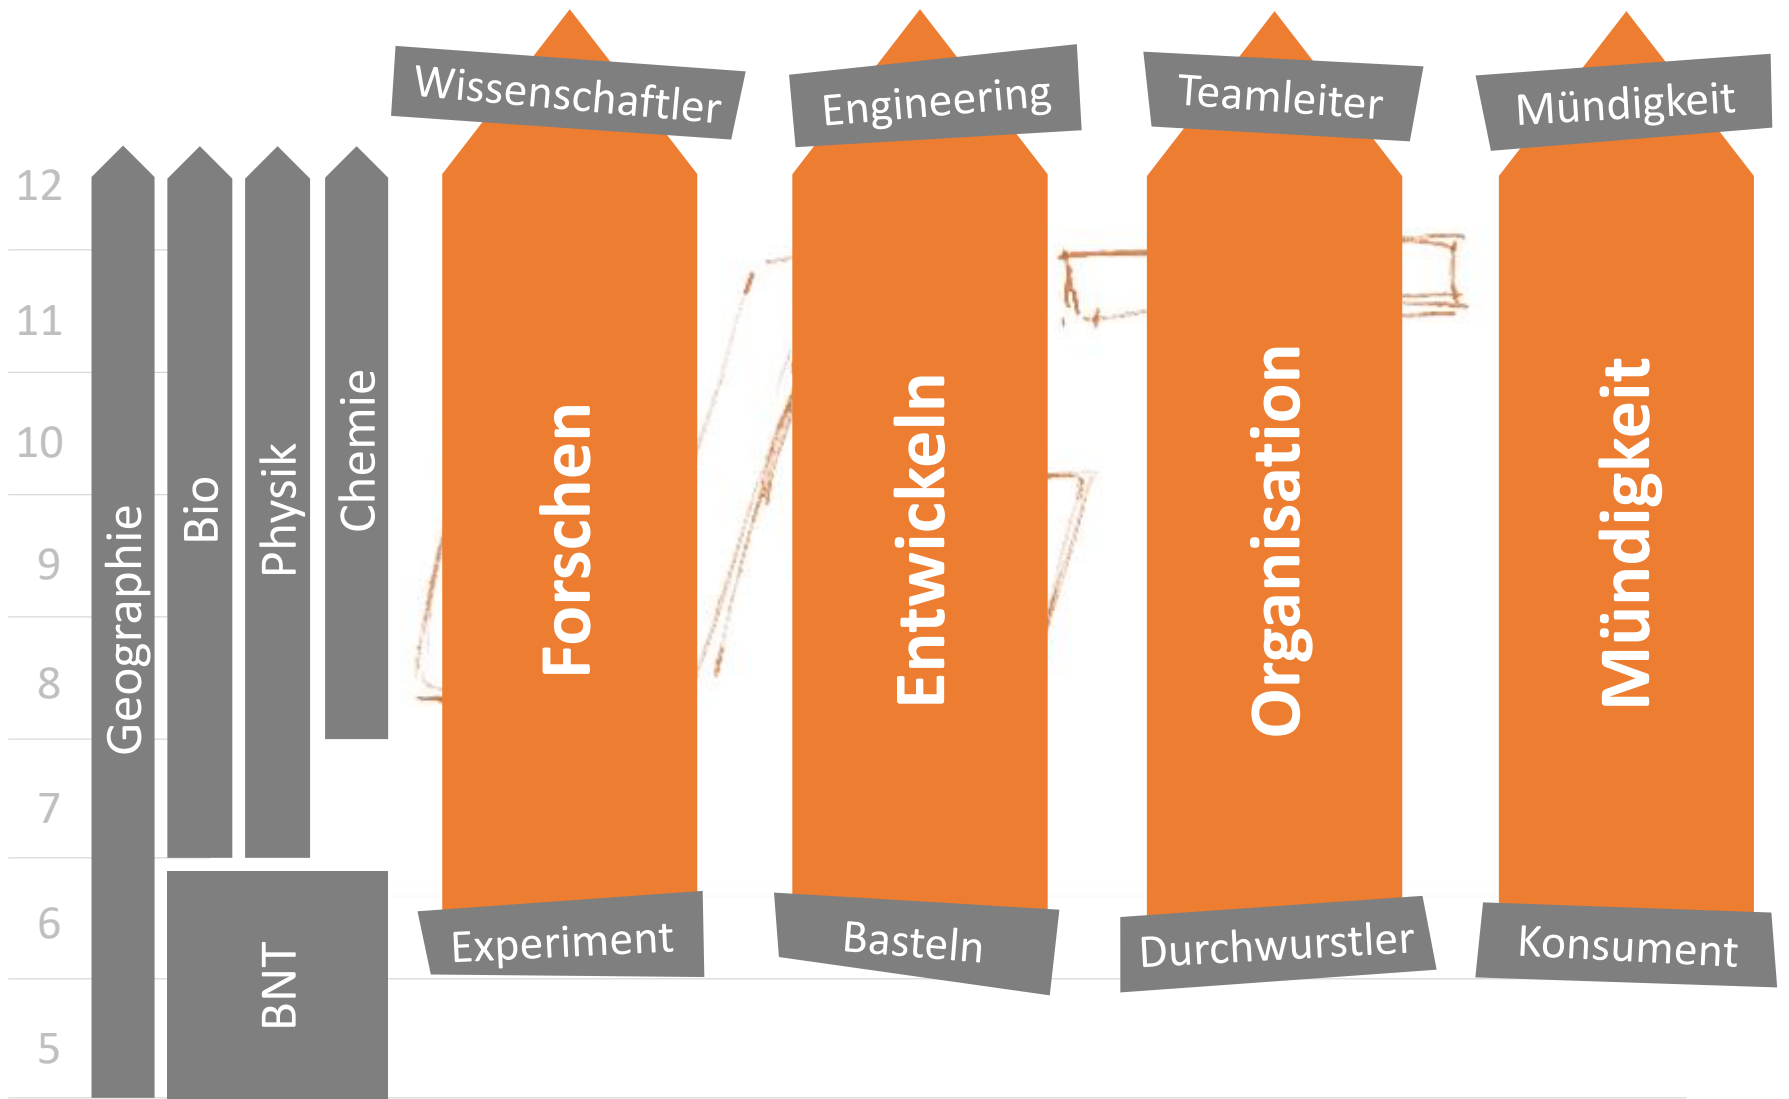 Wissenschaftler
Engineering
Teamleiter
Mündigkeit
12
11
10
9
8
7
6
5
Geographie
Bio
Physik
Chemie
BNT
Forschen
Entwickeln
Organisation
Mündigkeit
Experiment
Basteln
Durchwurstler
Konsument